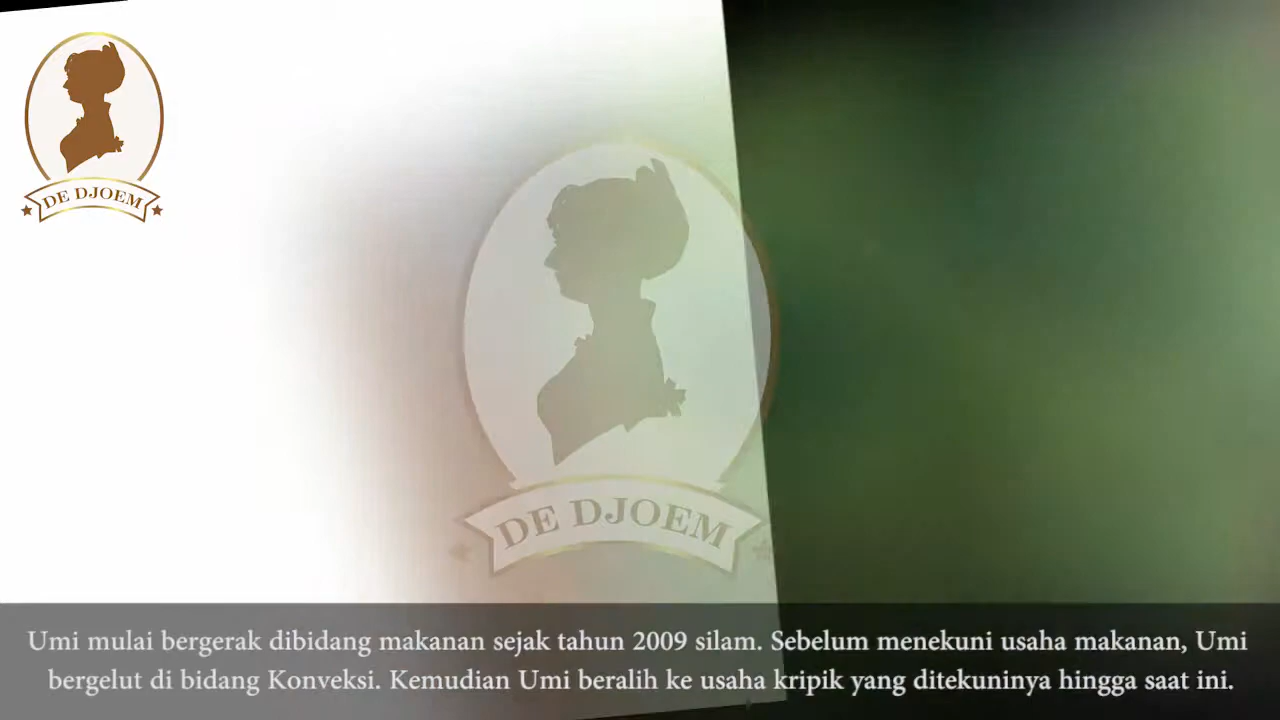 DE DJOEM
DE DJOEM
Umi mulai bergerak dibidang makanan sejak tahun 2009 silam. Sebelum menekuni usaha makanan, Umi
bergelut di bidang Konveksi. Kemudian Umi beralih ke usaha kripik yang ditekuninya hingga saat ini.